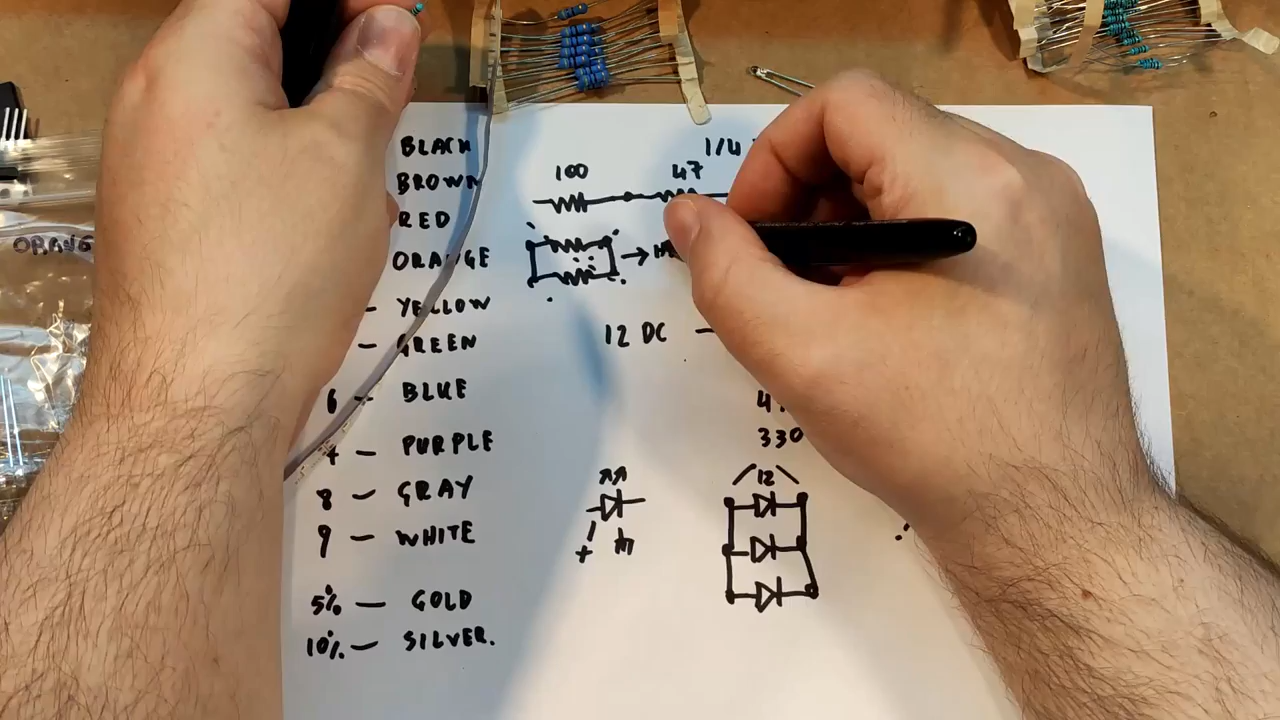 BLACK
BROWN
RED
ORANGE
— YELLOW
— GREEN
6 — BLUE
— PURPLE
8 — GRAY
9 — WHITE
5% — GOLD
10% — SILVER.
1/4
100 47
12 DC —
330
12
+
ORANG